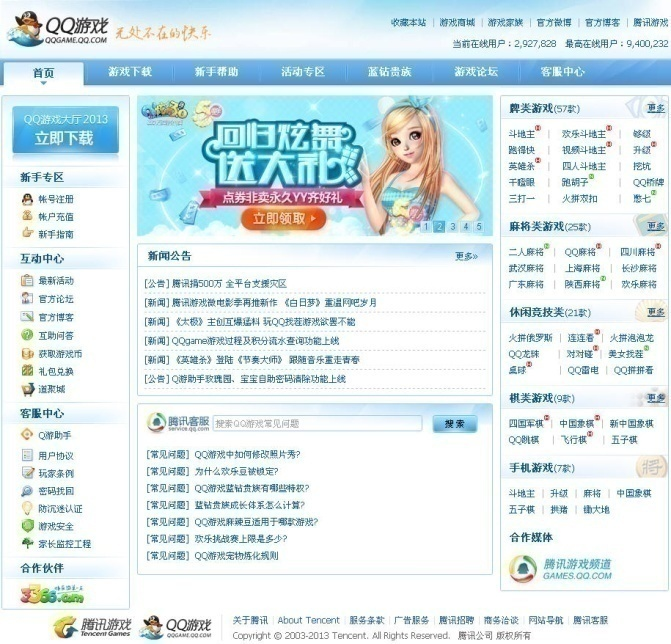 QQ游戏
QQGAME.QQ.COM
无处不在的快乐
收藏本站 | 游戏商城 | 游戏家族 | 官方微博 | 官方博客 | 腾讯游戏
当前在线用户：2,927,828 最高在线用户：9,400,232
首页 游戏下载 新手帮助 活动专区 蓝钻贵族 游戏论坛 客服中心
QQ游戏大厅2013
立即下载
新手专区
帐号注册
帐户充值
新手指南
互动中心
最新活动
官方论坛
官方博客
互动问答
获取游戏币
礼包兑换
道聚城
客服中心
Q游助手
用户协议
玩家条例
密码找回
防沉迷认证
游戏安全
家长监控工程
合作伙伴
3366.com
回归炫舞
送大礼
点券非卖永久YY齐好礼
立即领取
1 2 3 4 5
新闻公告 更多»
[公告] 腾讯捐500万 全平台支援灾区
[新闻] 腾讯游戏微电影季再推新作 《白日梦》重温网吧岁月
[新闻] 《太极》主创互爆猛料 玩QQ找茬游戏欲罢不能
[新闻] QQgame游戏过程及积分流水查询功能上线
[新闻] 《英雄杀》登陆《节奏大师》 跟随音乐重走青春
[公告] Q游助手玫瑰园、宝宝自助密码清除功能上线
腾讯客服
service.qq.com
搜索QQ游戏常见问题
搜索
[常见问题] QQ游戏中如何修改照片秀?
[常见问题] 为什么欢乐豆被锁定?
[常见问题] QQ游戏蓝钻贵族有哪些特权?
[常见问题] 蓝钻贵族成长体系怎么计算?
[常见问题] QQ游戏麻辣豆适用于哪款游戏?
[常见问题] 欢乐挑战赛上限是多少?
[常见问题] QQ游戏宠物炼化规则
牌类游戏(57款) 更多
斗地主 | 欢乐斗地主 | 够级
跑得快 | 视频斗地主 | 升级
英雄杀 | 四人斗地主 | 挖坑
干瞪眼 | 跑胡子 | QQ桥牌
三打一 | 火拼双扣 | 憋七
麻将类游戏(25款) 更多
二人麻将 | QQ麻将 | 四川麻将
武汉麻将 | 上海麻将 | 长沙麻将
广东麻将 | 陕西麻将 | 欢乐麻将
休闲竞技类(21款) 更多
火拼俄罗斯 | 连连看 | 火拼泡泡龙
QQ龙珠 | 对对碰 | 美女找茬
桌球 | QQ雷电 | QQ拼拼看
棋类游戏(9款) 更多
四国军棋 | 中国象棋 | 新中国象棋
QQ跳棋 | 飞行棋 | 五子棋
手机游戏(7款)
斗地主 | 升级 | 麻将 | 中国象棋
五子棋 | 拱猪 | 锄大地
合作媒体
腾讯游戏频道
GAMES.QQ.COM
腾讯游戏
Tencent Games
QQ游戏
关于腾讯 | About Tencent | 服务条款 | 广告服务 | 腾讯招聘 | 商务洽谈 | 网站导航 | 腾讯客服
Copyright © 2003-2013 Tencent. All Rights Reserved. 腾讯公司 版权所有